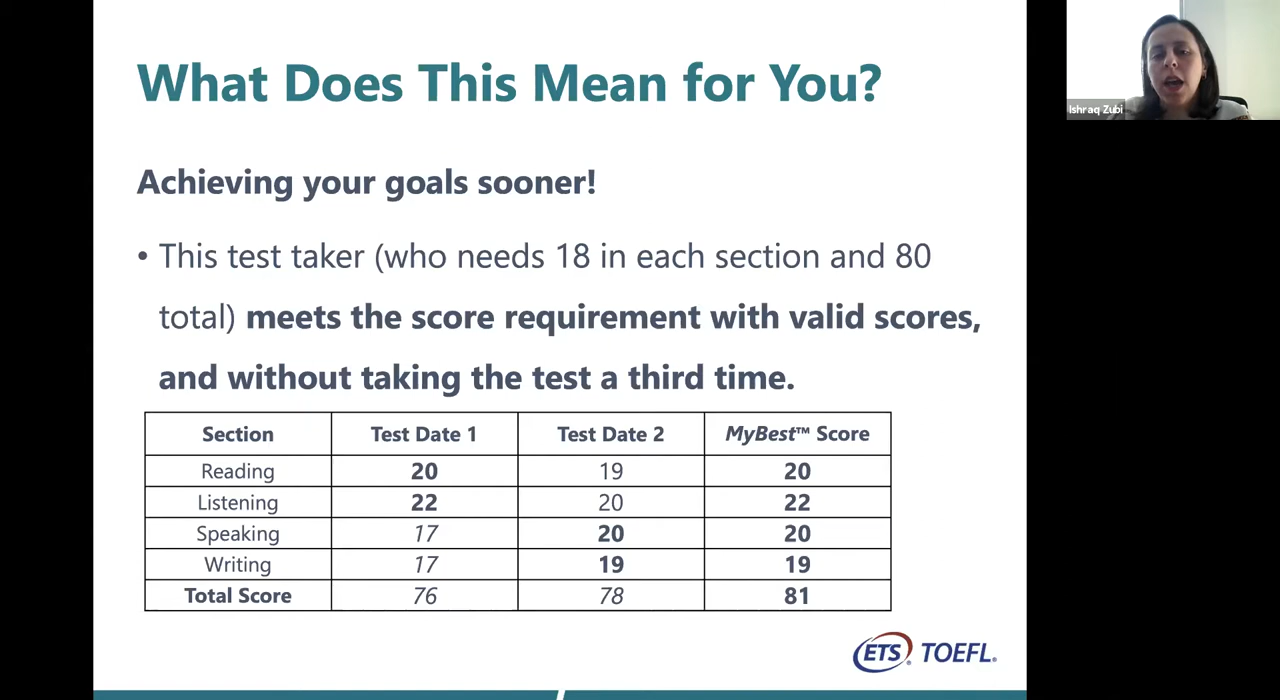 What Does This Mean for You?
Ishraq Zubi
Achieving your goals sooner!
• This test taker (who needs 18 in each section and 80
total) meets the score requirement with valid scores,
and without taking the test a third time.
Section Test Date 1 Test Date 2 MyBest™ Score
Reading 20 19 20
Listening 22 20 22
Speaking 17 20 20
Writing 17 19 19
Total Score 76 78 81
ETS® TOEFL®